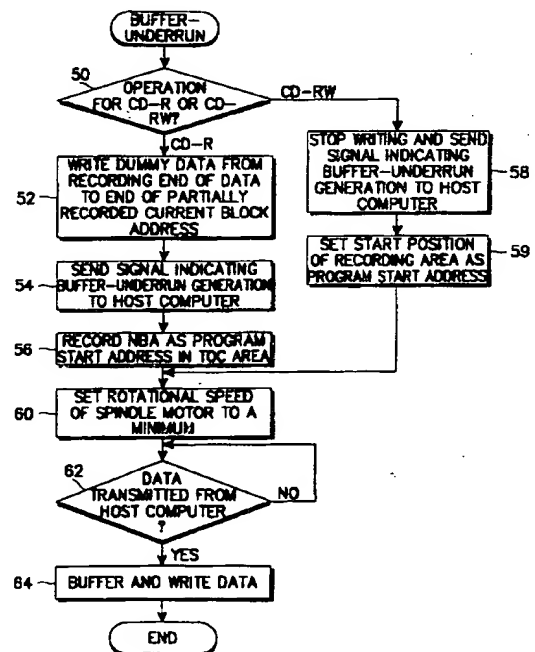 BUFFER-
UNDERRUN
50
OPERATION
FOR CD-R OR CD-
RW?
CD-RW
CD-R
52
WRITE DUMMY DATA FROM
RECORDING END OF DATA
TO END OF PARTIALLY
RECORDED CURRENT BLOCK
ADDRESS
STOP WRITING AND SEND
SIGNAL INDICATING
BUFFER-UNDERRUN
GENERATION TO HOST
COMPUTER
58
54
SEND SIGNAL INDICATING
BUFFER-UNDERRUN GENERATION
TO HOST COMPUTER
SET START POSITION
OF RECORDING AREA AS
PROGRAM START ADDRESS
59
56
RECORD NBA AS PROGRAM
START ADDRESS IN TOC AREA
60
SET ROTATIONAL SPEED
OF SPINDLE MOTOR TO A
MINIMUM
62
DATA
TRANSMITTED FROM
HOST COMPUTER
?
NO
YES
64
BUFFER AND WRITE DATA
END